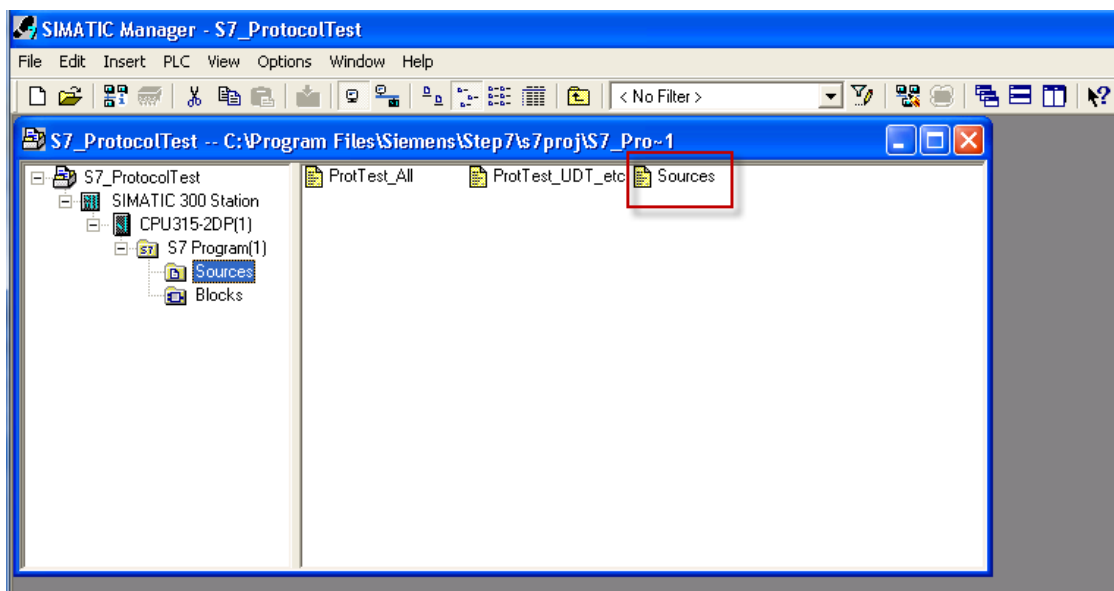 SIMATIC Manager - S7_ProtocolTest
File Edit Insert PLC View Options Window Help
< No Filter >
S7_ProtocolTest -- C:\Program Files\Siemens\Step7\s7proj\S7_Pro~1
S7_ProtocolTest
SIMATIC 300 Station
CPU315-2DP(1)
S7 Program(1)
Sources
Blocks
ProtTest_All ProtTest_UDT_etc Sources